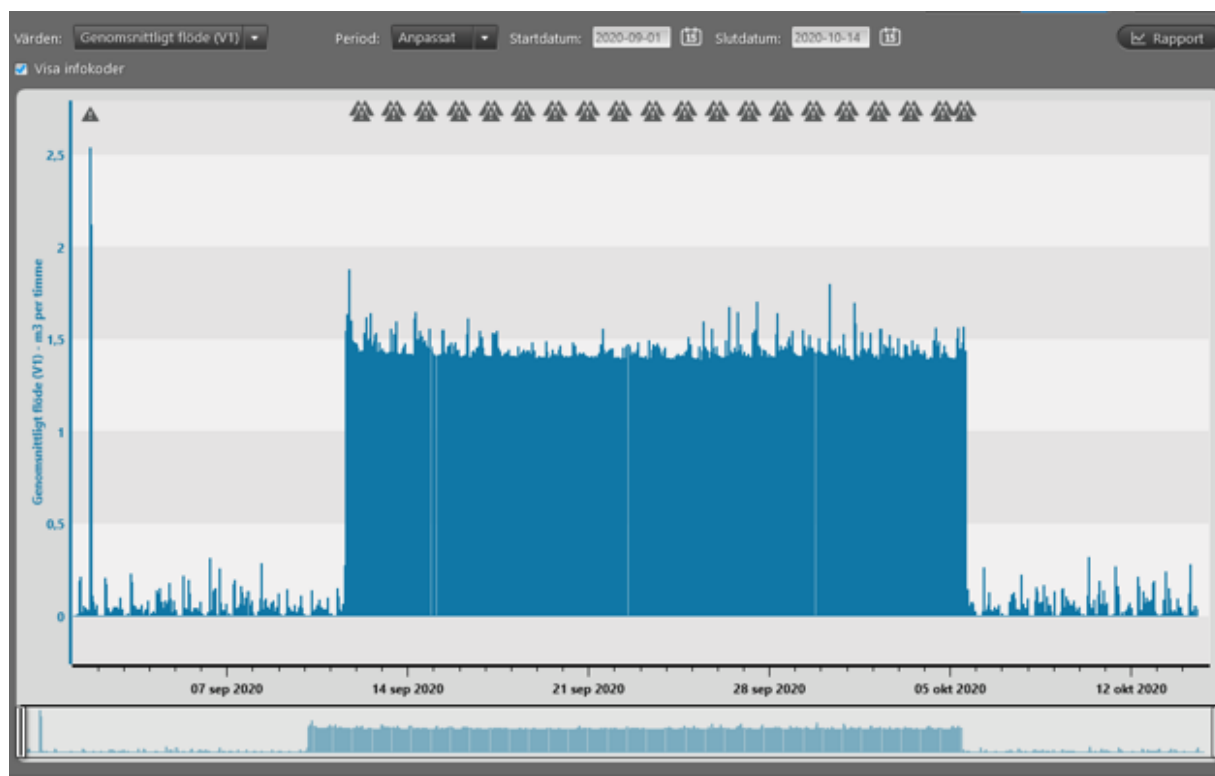 Värden: Genomsnittligt flöde (V1) Period: Anpassat Startdatum: 2020-09-01 15 Slutdatum: 2020-10-14 15 Rapport
Visa infokoder
Genomsnittligt flöde (V1) - m3 per timme
2,5
2
1,5
1
0,5
0
07 sep 2020 14 sep 2020 21 sep 2020 28 sep 2020 05 okt 2020 12 okt 2020